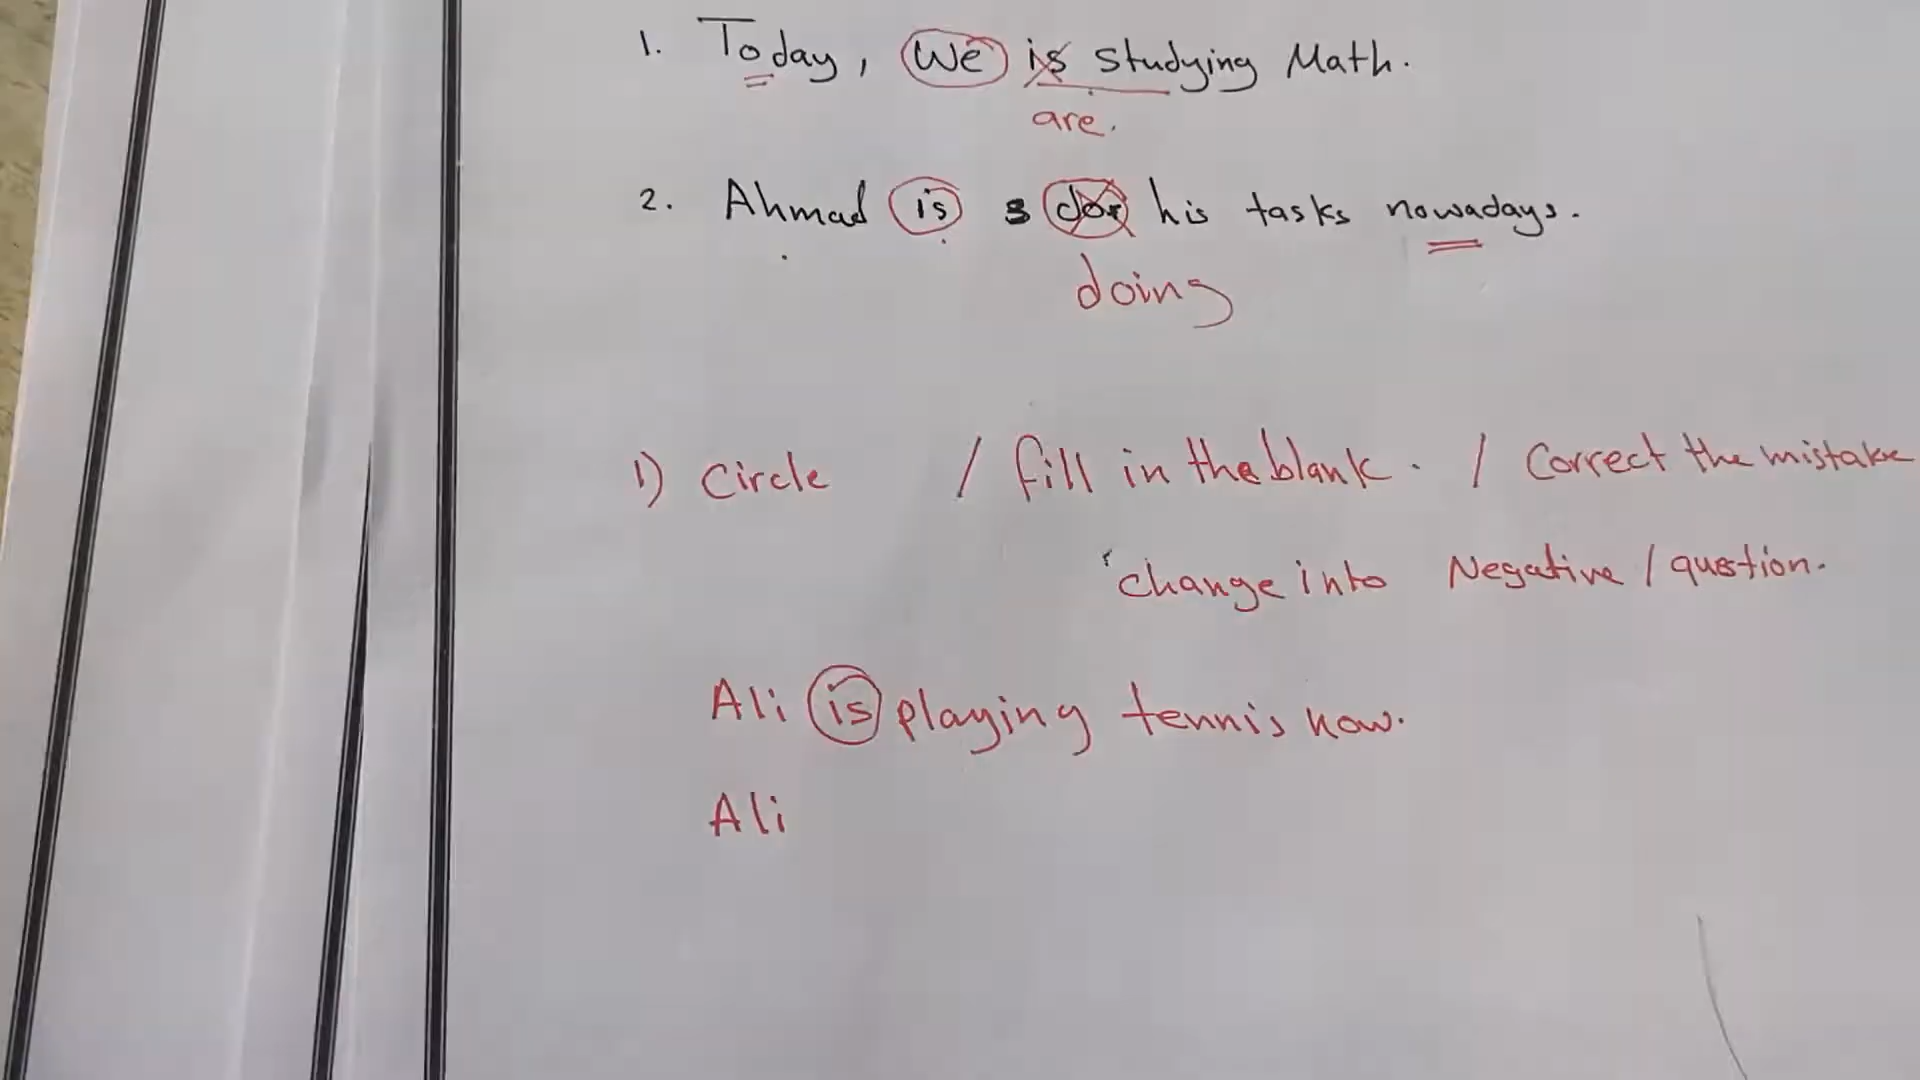 1. Today, We is studying Math.
are.
2. Ahmad is his tasks nowadays.
doing
1) Circle / fill in the blank. / Correct the mistake
change into Negative / question.
Ali is playing tennis now.
Ali